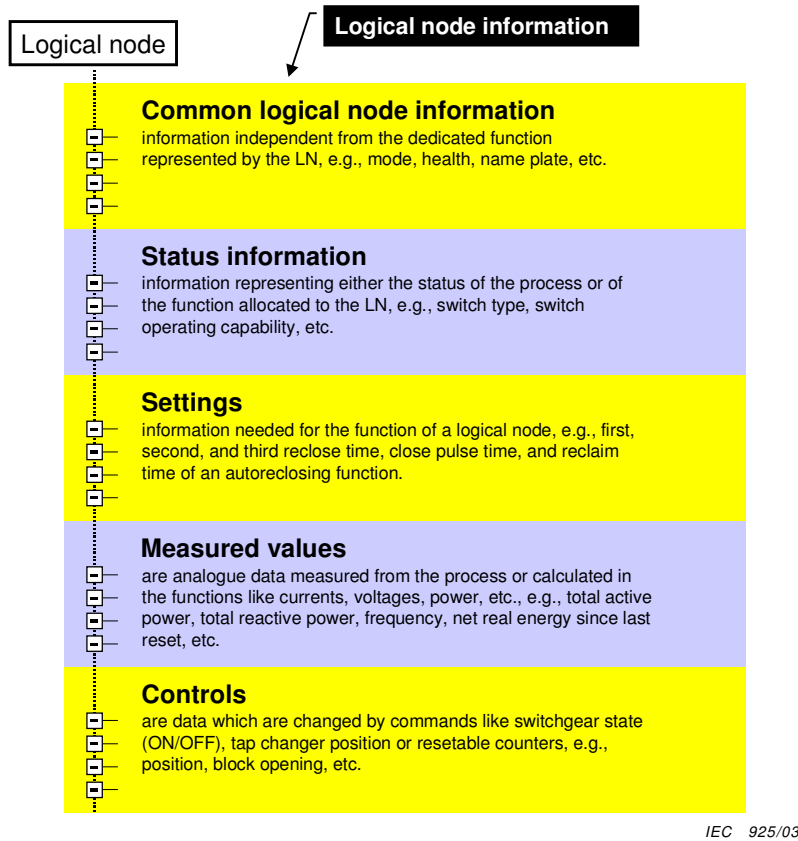 Logical node information
Logical node
Common logical node information
information independent from the dedicated function
represented by the LN, e.g., mode, health, name plate, etc.
Status information
information representing either the status of the process or of
the function allocated to the LN, e.g., switch type, switch
operating capability, etc.
Settings
information needed for the function of a logical node, e.g., first,
second, and third reclose time, close pulse time, and reclaim
time of an autoreclosing function.
Measured values
are analogue data measured from the process or calculated in
the functions like currents, voltages, power, etc., e.g., total active
power, total reactive power, frequency, net real energy since last
reset, etc.
Controls
are data which are changed by commands like switchgear state
(ON/OFF), tap changer position or resetable counters, e.g.,
position, block opening, etc.
IEC 925/03